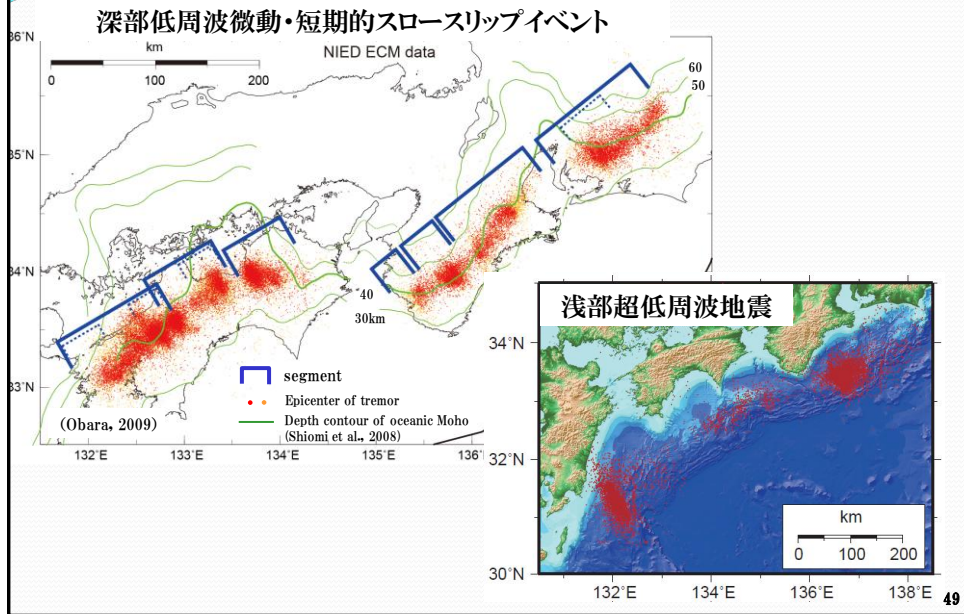 深部低周波微動・短期的スロースリップイベント
36°N
km
0 100 200
NIED ECM data
60
50
35°N
34°N
40
30km
33°N
segment
Epicenter of tremor
Depth contour of oceanic Moho
(Shiomi et al., 2008)
(Obara, 2009)
132°E 133°E 134°E 135°E 136°
浅部超低周波地震
34°N
32°N
30°N
km
0 100 200
132°E 134°E 136°E 138°E
49